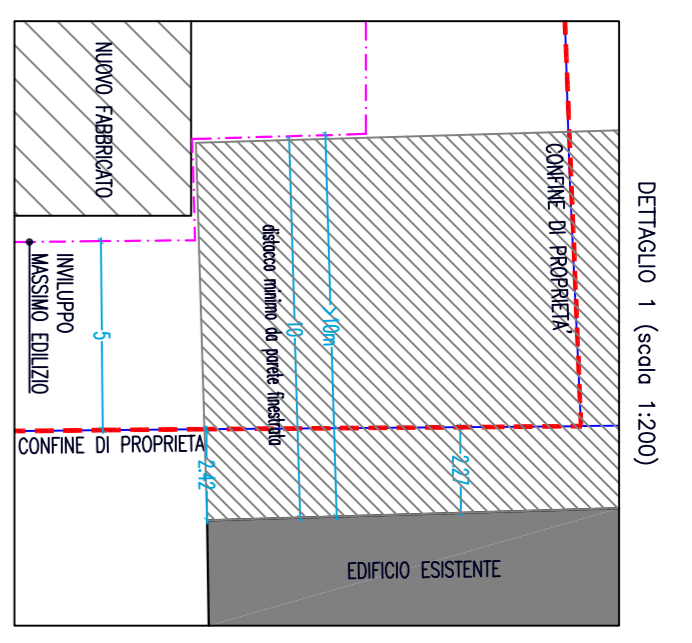 DETTAGLIO 1 (scala 1:200)
NUOVO FABBRICATO
CONFINE DI PROPRIETA'
distacco minimo da parete finestrata
>10m
10
INVILUPPO
MASSIMO EDILIZIO
5
CONFINE DI PROPRIETA'
2.42
2.27
EDIFICIO ESISTENTE